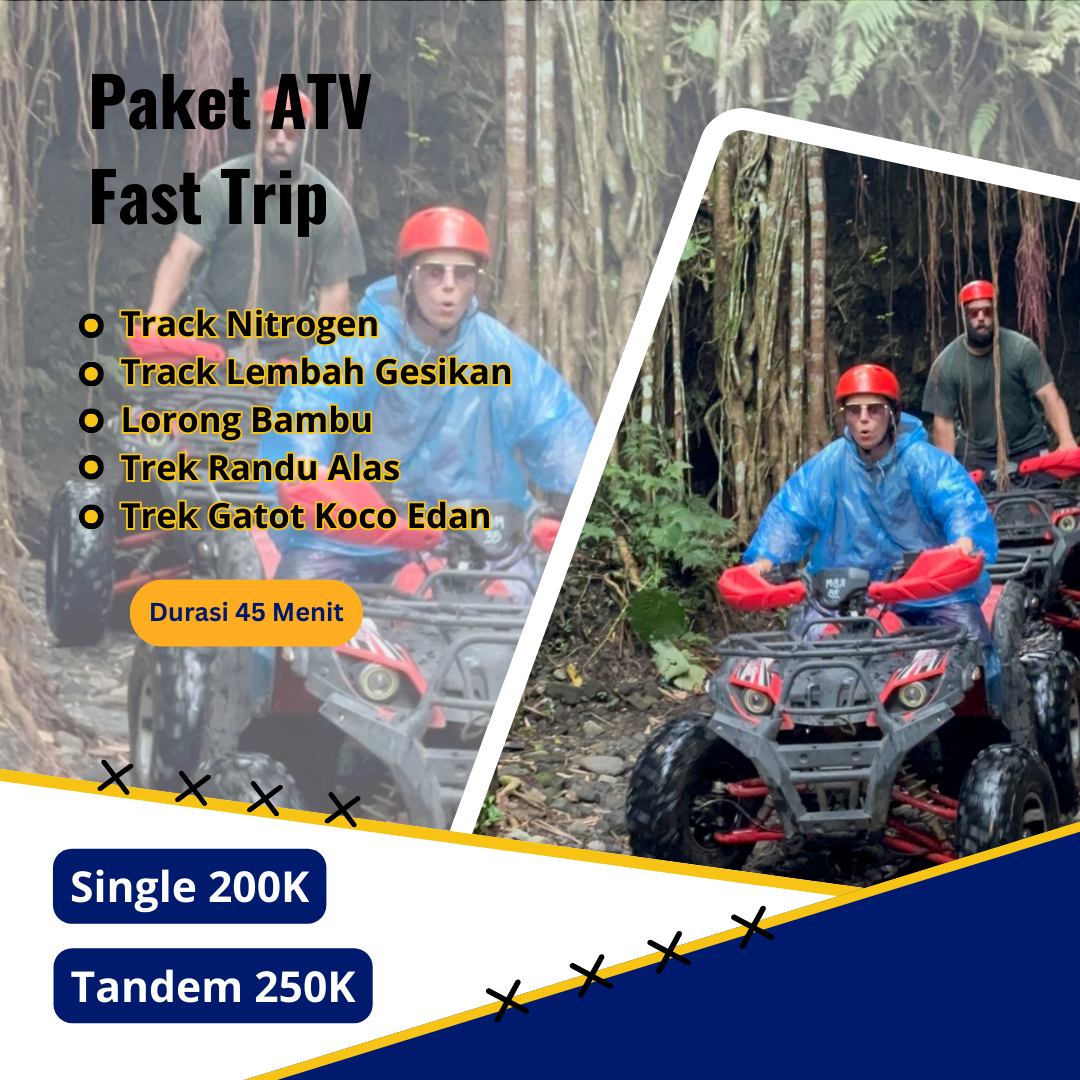 Paket ATV
Fast Trip
Track Nitrogen
Track Lembah Gesikan
Lorong Bambu
Trek Randu Alas
Trek Gatot Koco Edan
Durasi 45 Menit
Single 200K
Tandem 250K